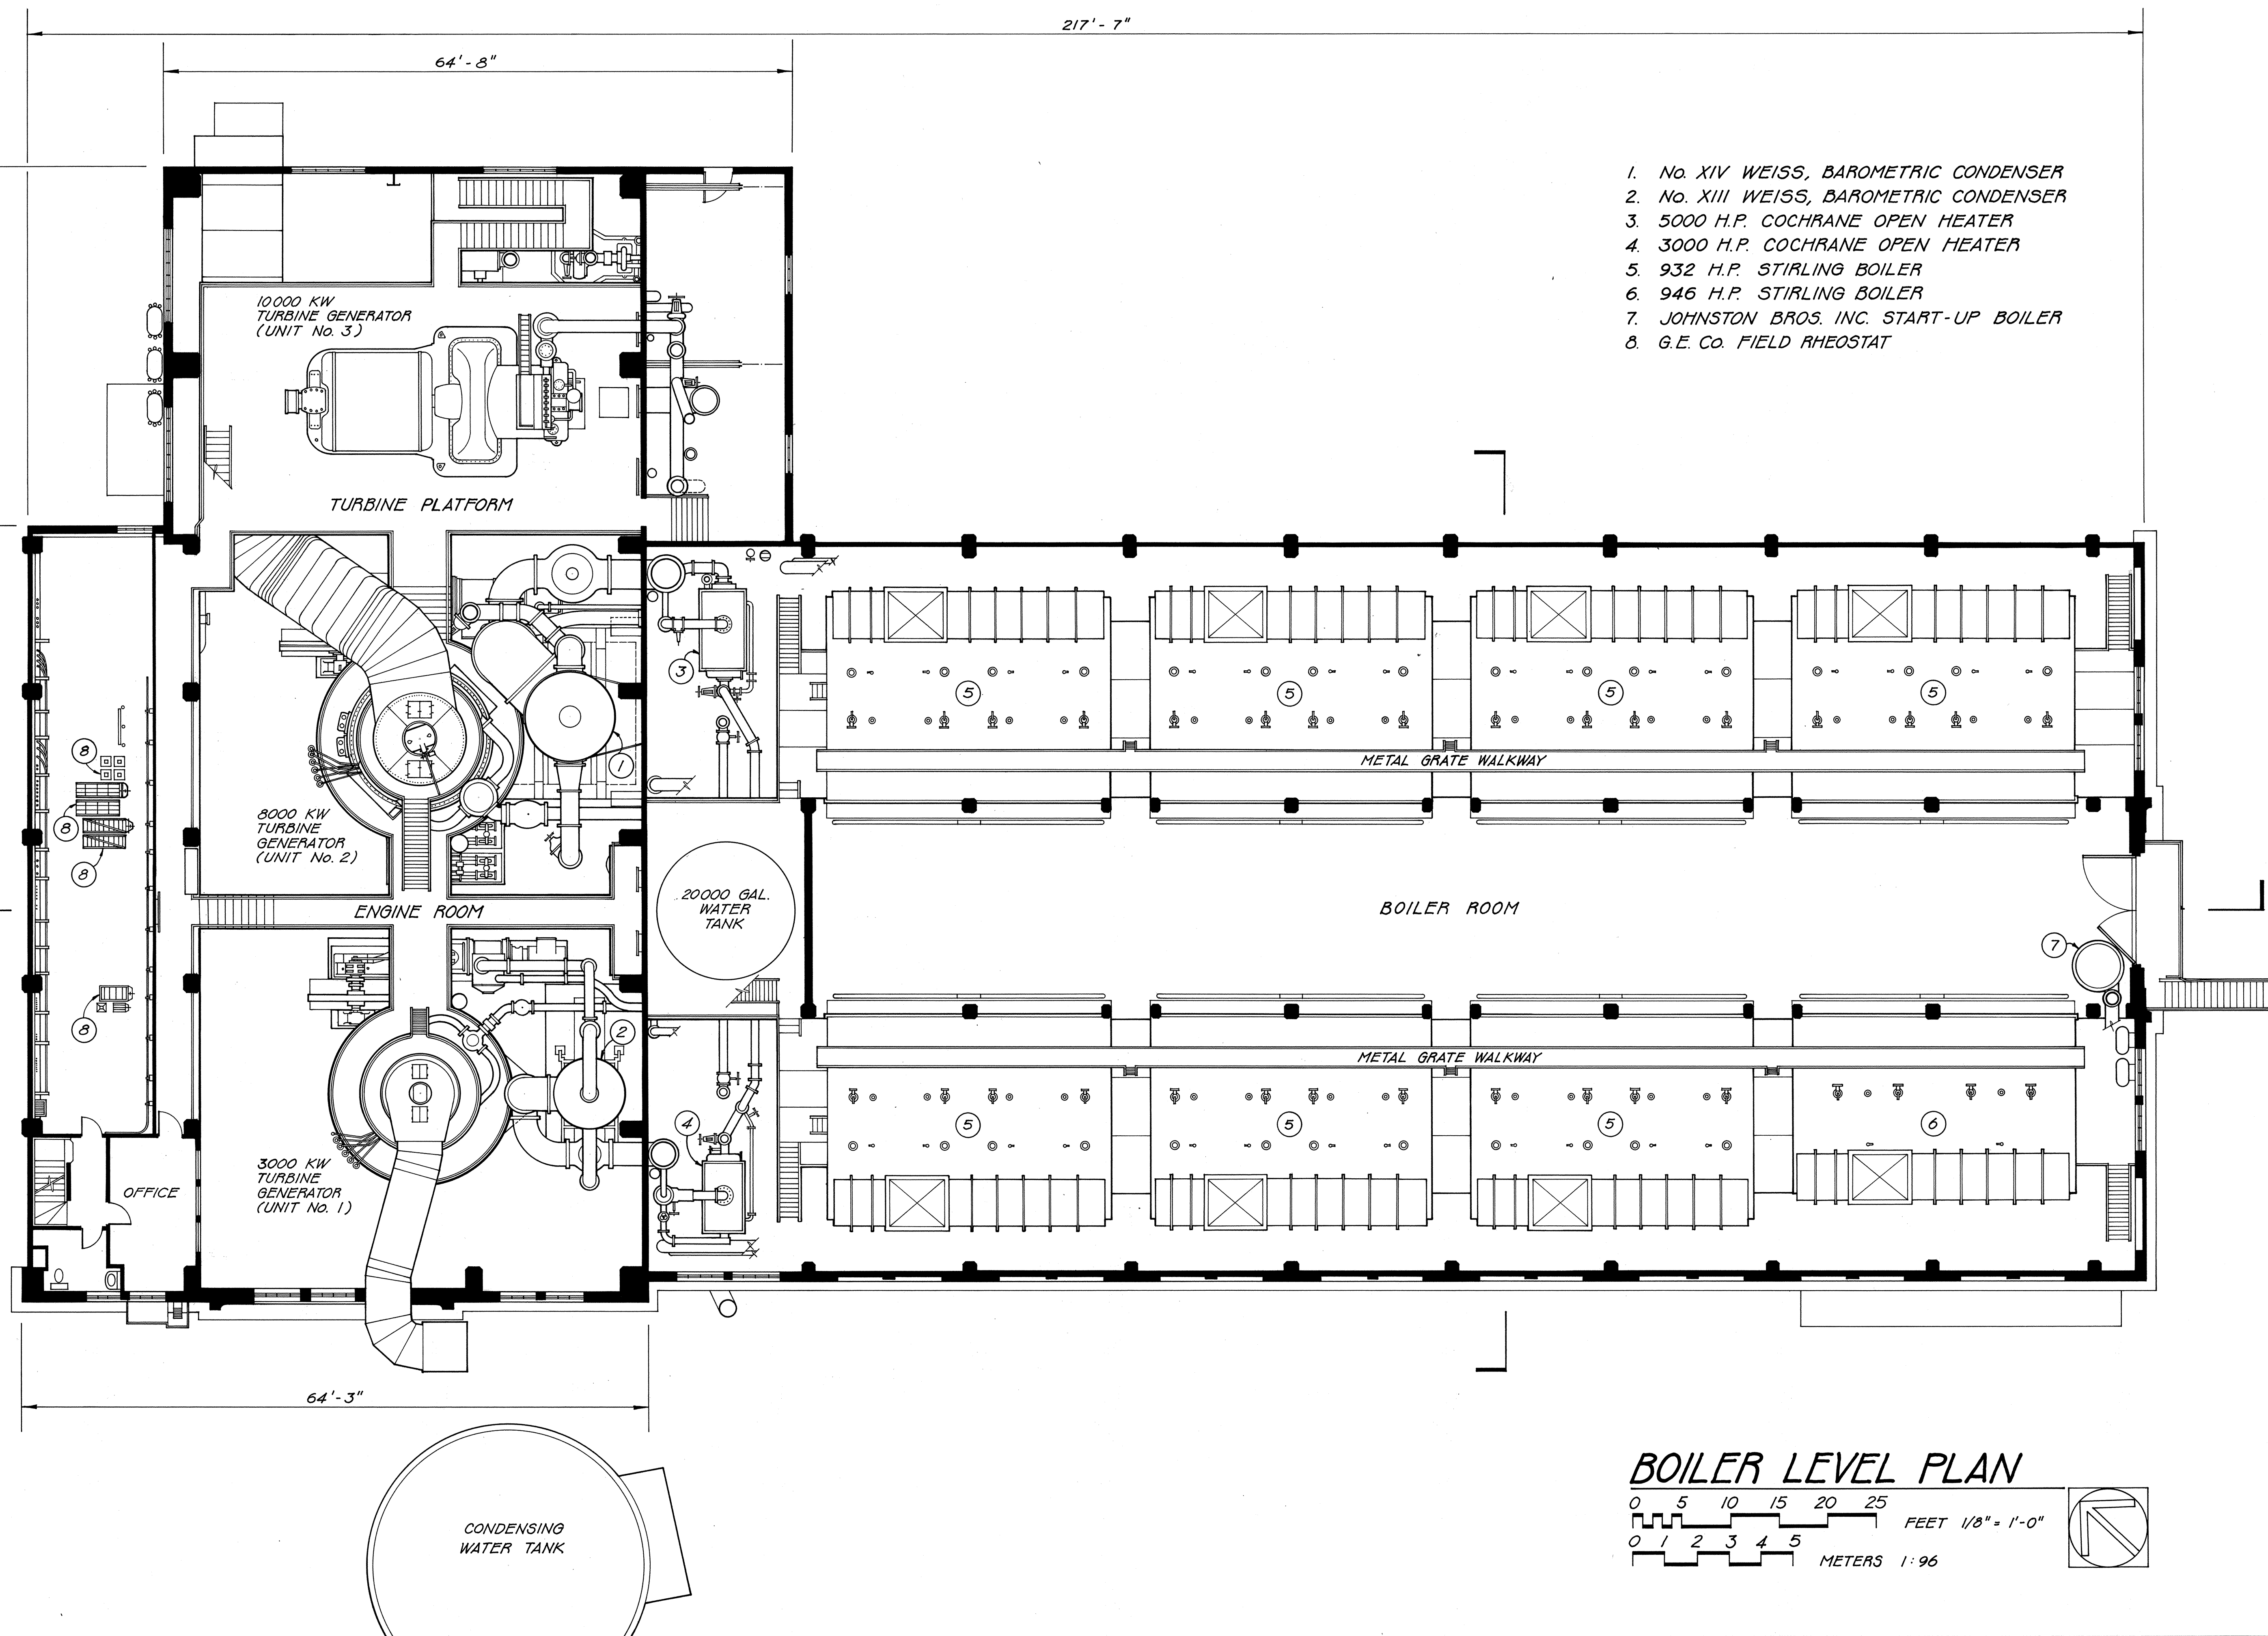 217'-7"
64'-8"
1. No. XIV WEISS, BAROMETRIC CONDENSER
2. No. XIII WEISS, BAROMETRIC CONDENSER
3. 5000 H.P. COCHRANE OPEN HEATER
4. 3000 H.P. COCHRANE OPEN HEATER
5. 932 H.P. STIRLING BOILER
6. 946 H.P. STIRLING BOILER
7. JOHNSTON BROS. INC. START-UP BOILER
8. G.E. Co. FIELD RHEOSTAT
10000 KW
TURBINE GENERATOR
(UNIT No. 3)
TURBINE PLATFORM
3
5
5
5
5
8
1
METAL GRATE WALKWAY
8
8000 KW
TURBINE
GENERATOR
(UNIT No. 2)
8
20000 GAL.
WATER
TANK
ENGINE ROOM
BOILER ROOM
7
8
2
METAL GRATE WALKWAY
4
5
5
5
6
3000 KW
TURBINE
GENERATOR
(UNIT No. 1)
OFFICE
64'-3"
CONDENSING
WATER TANK
BOILER LEVEL PLAN
0 5 10 15 20 25
FEET 1/8" = 1'-0"
0 1 2 3 4 5
METERS 1:96